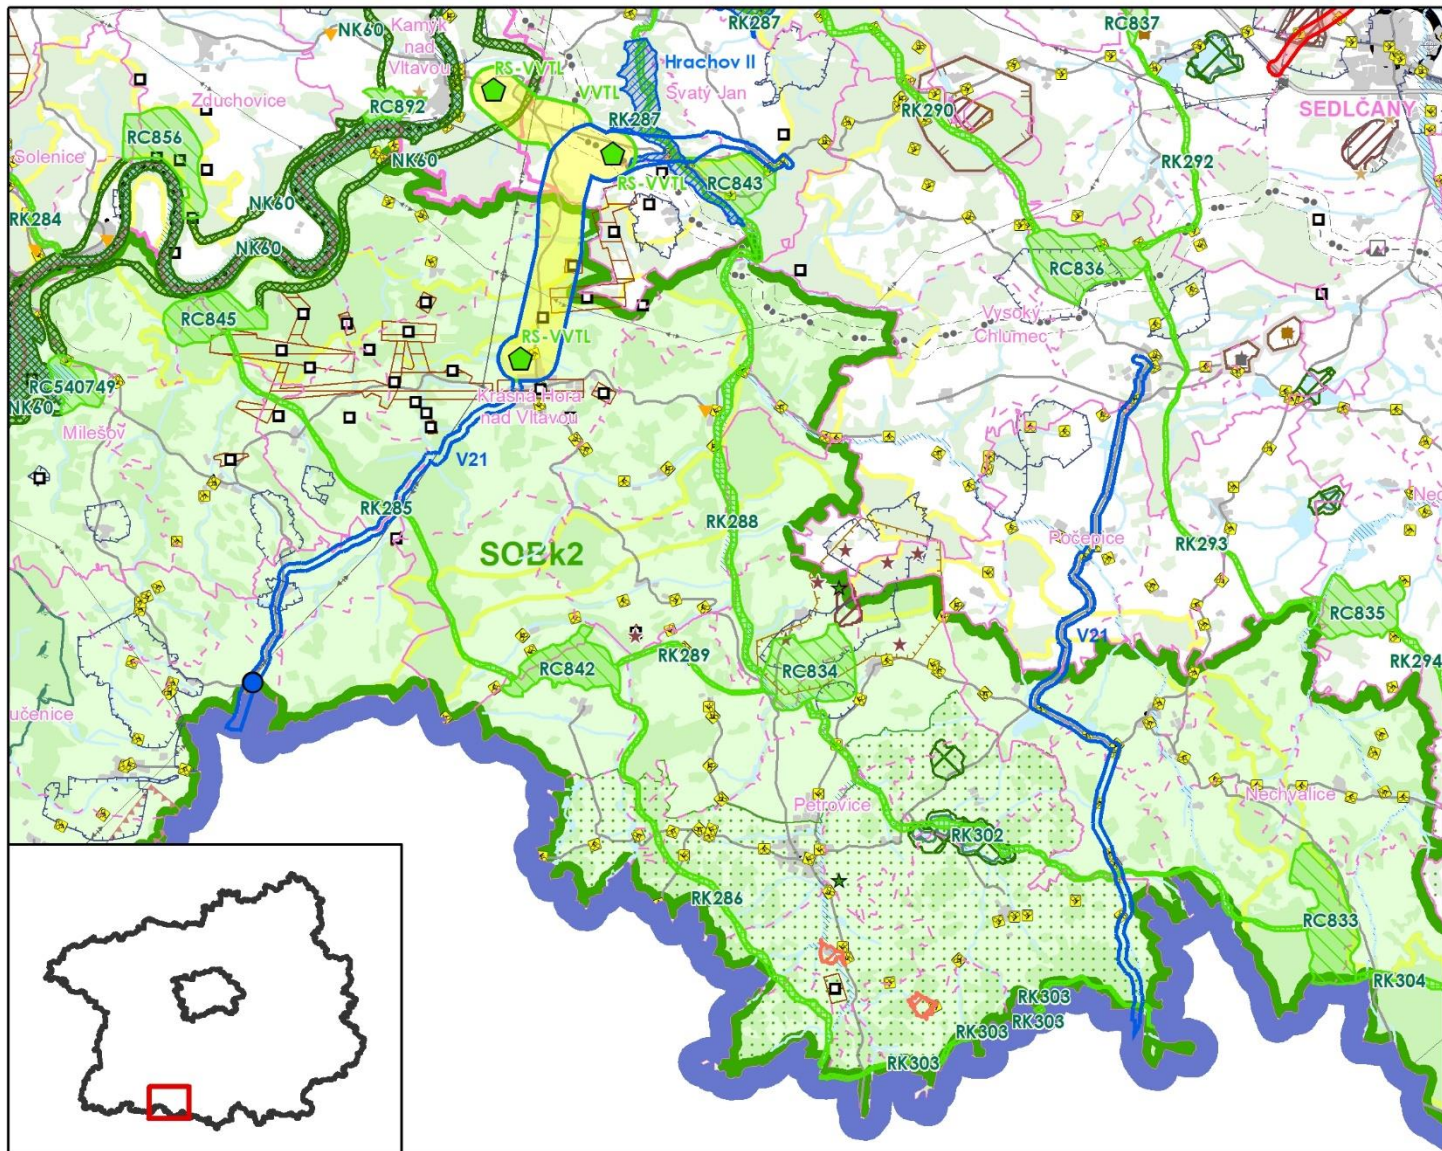 NK60
Kamýk
nad
Vltavou
RK287
RC837
RS-VVTL
VVTL
Hrachov II
Svatý Jan
Zduchovice
RC892
RK290
SEDLČANY
RC856
RK287
Solenice
NK60
RK292
RS-VVTL
RC843
NK60
RK284
NK60
RC836
RC845
Vysoký
Chlumec
RS-VVTL
RC540749
NK60
Krásná Hora
nad Vltavou
Milešov
V21
RK285
RK288
Počepice
RK293
SOBk2
RC835
V21
RK289
RC842
RC834
RK294
učenice
Petrovice
Nechvalice
RK302
RK286
RC833
RK304
RK303
RK303
RK303
RK303